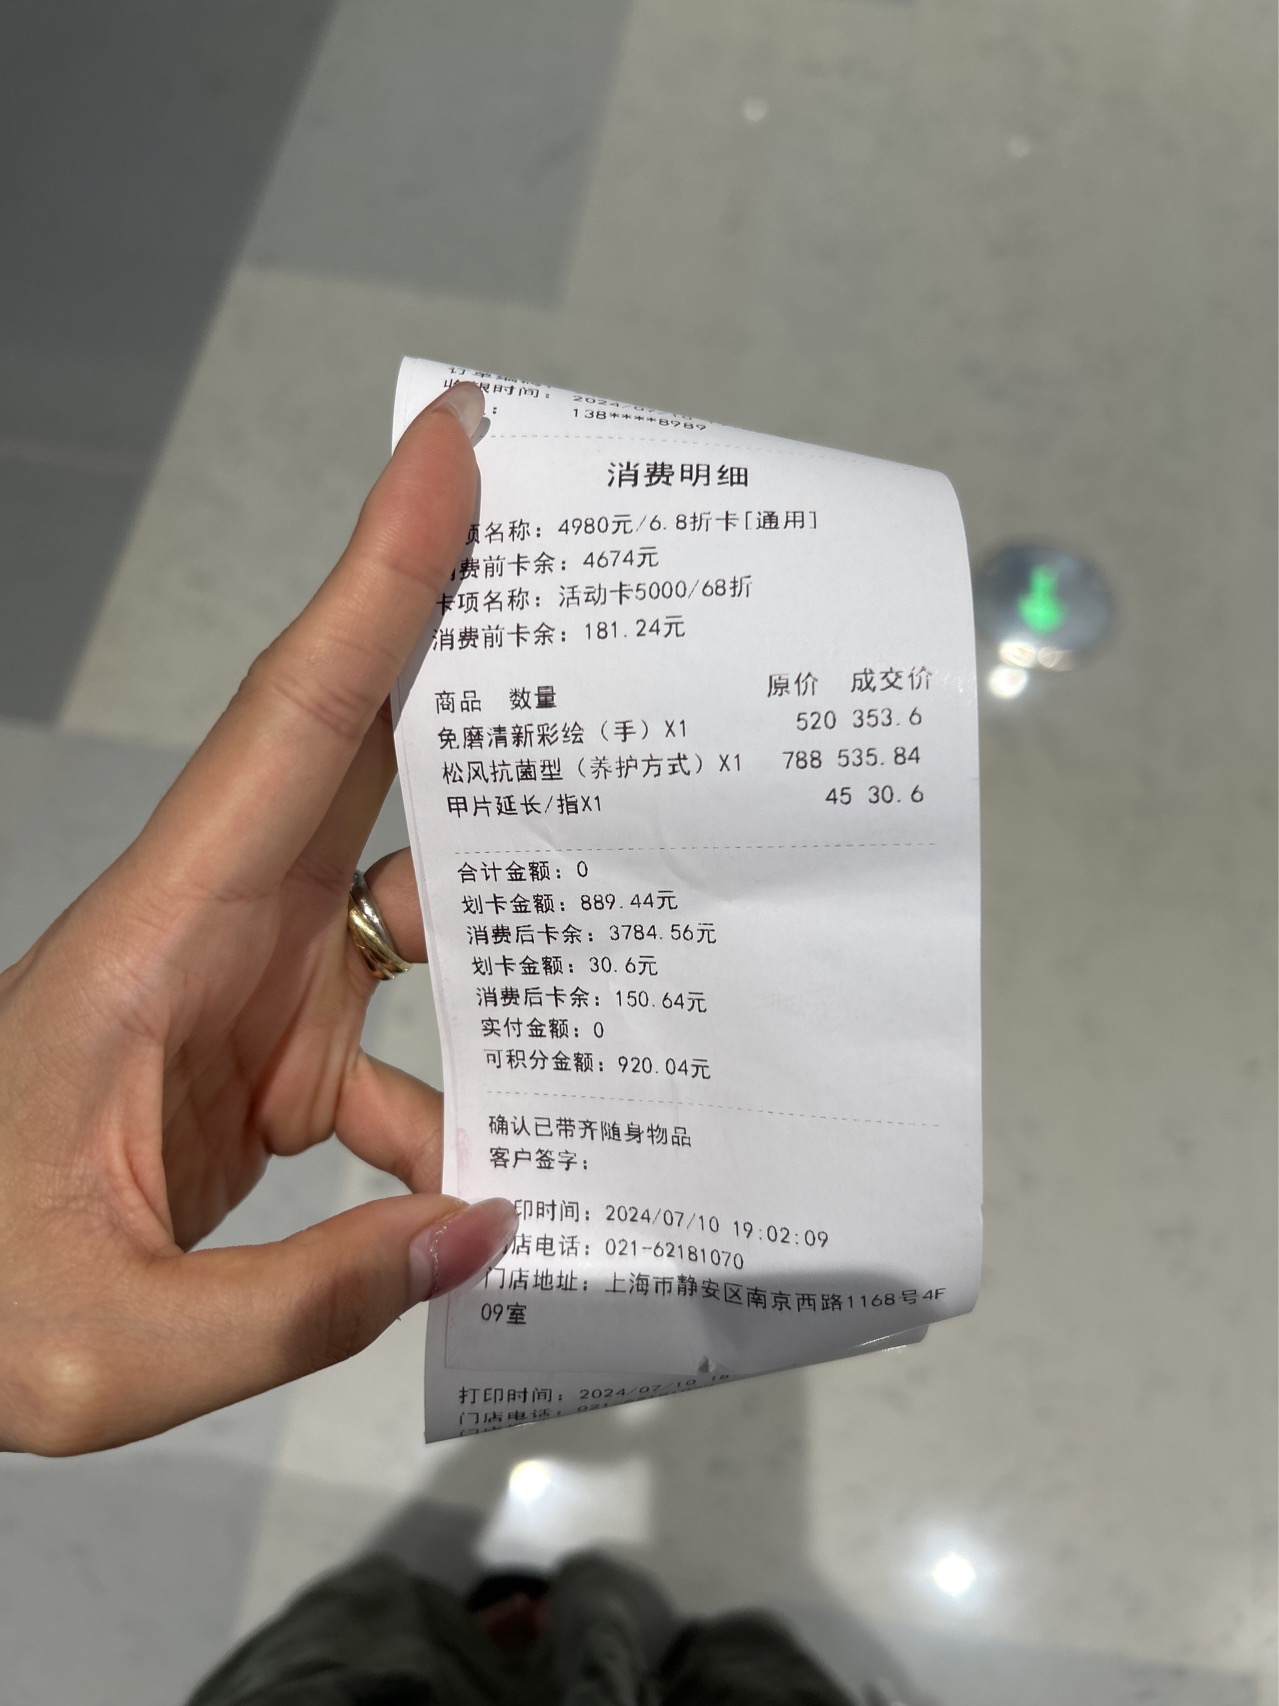 时间： 2024/07/10
138****8989
消费明细
项名称：4980元/6.8折卡[通用]
费前卡余：4674元
卡项名称：活动卡5000/68折
消费前卡余：181.24元
商品 数量 原价 成交价
免磨清新彩绘（手）X1 520 353.6
松风抗菌型（养护方式）X1 788 535.84
甲片延长/指X1 45 30.6
合计金额：0
划卡金额：889.44元
消费后卡余：3784.56元
划卡金额：30.6元
消费后卡余：150.64元
实付金额：0
可积分金额：920.04元
确认已带齐随身物品
客户签字：
印时间：2024/07/10 19:02:09
店电话：021-62181070
门店地址：上海市静安区南京西路1168号4F
09室
打印时间：2024/07/10
门店电话：